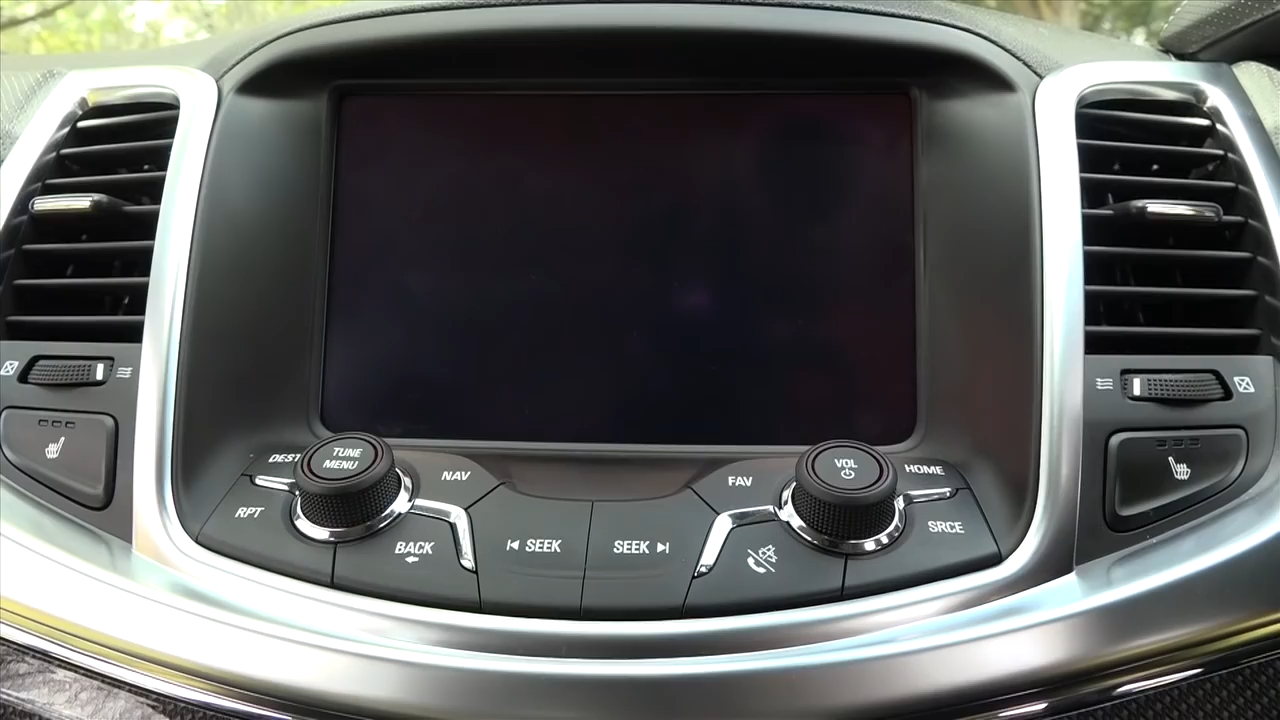 DEST
TUNE
MENU
NAV
RPT
BACK
SEEK
SEEK
FAV
VOL
HOME
SRCE